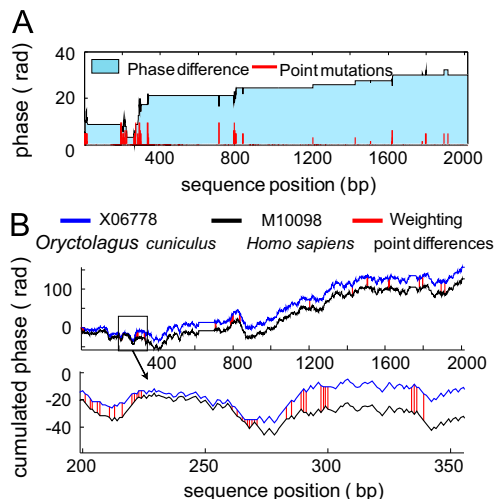 A
phase ( rad)
40
20
0
Phase difference
Point mutations
400 800 1200 1600 2000
sequence position ( bp)
B
X06778 M10098 Weighting
Oryctolagus cuniculus Homo sapiens point differences
cumulated phase ( rad)
100
0
400 800 1200 1600 2000
0
-20
-40
200 250 300 350
sequence position ( bp)